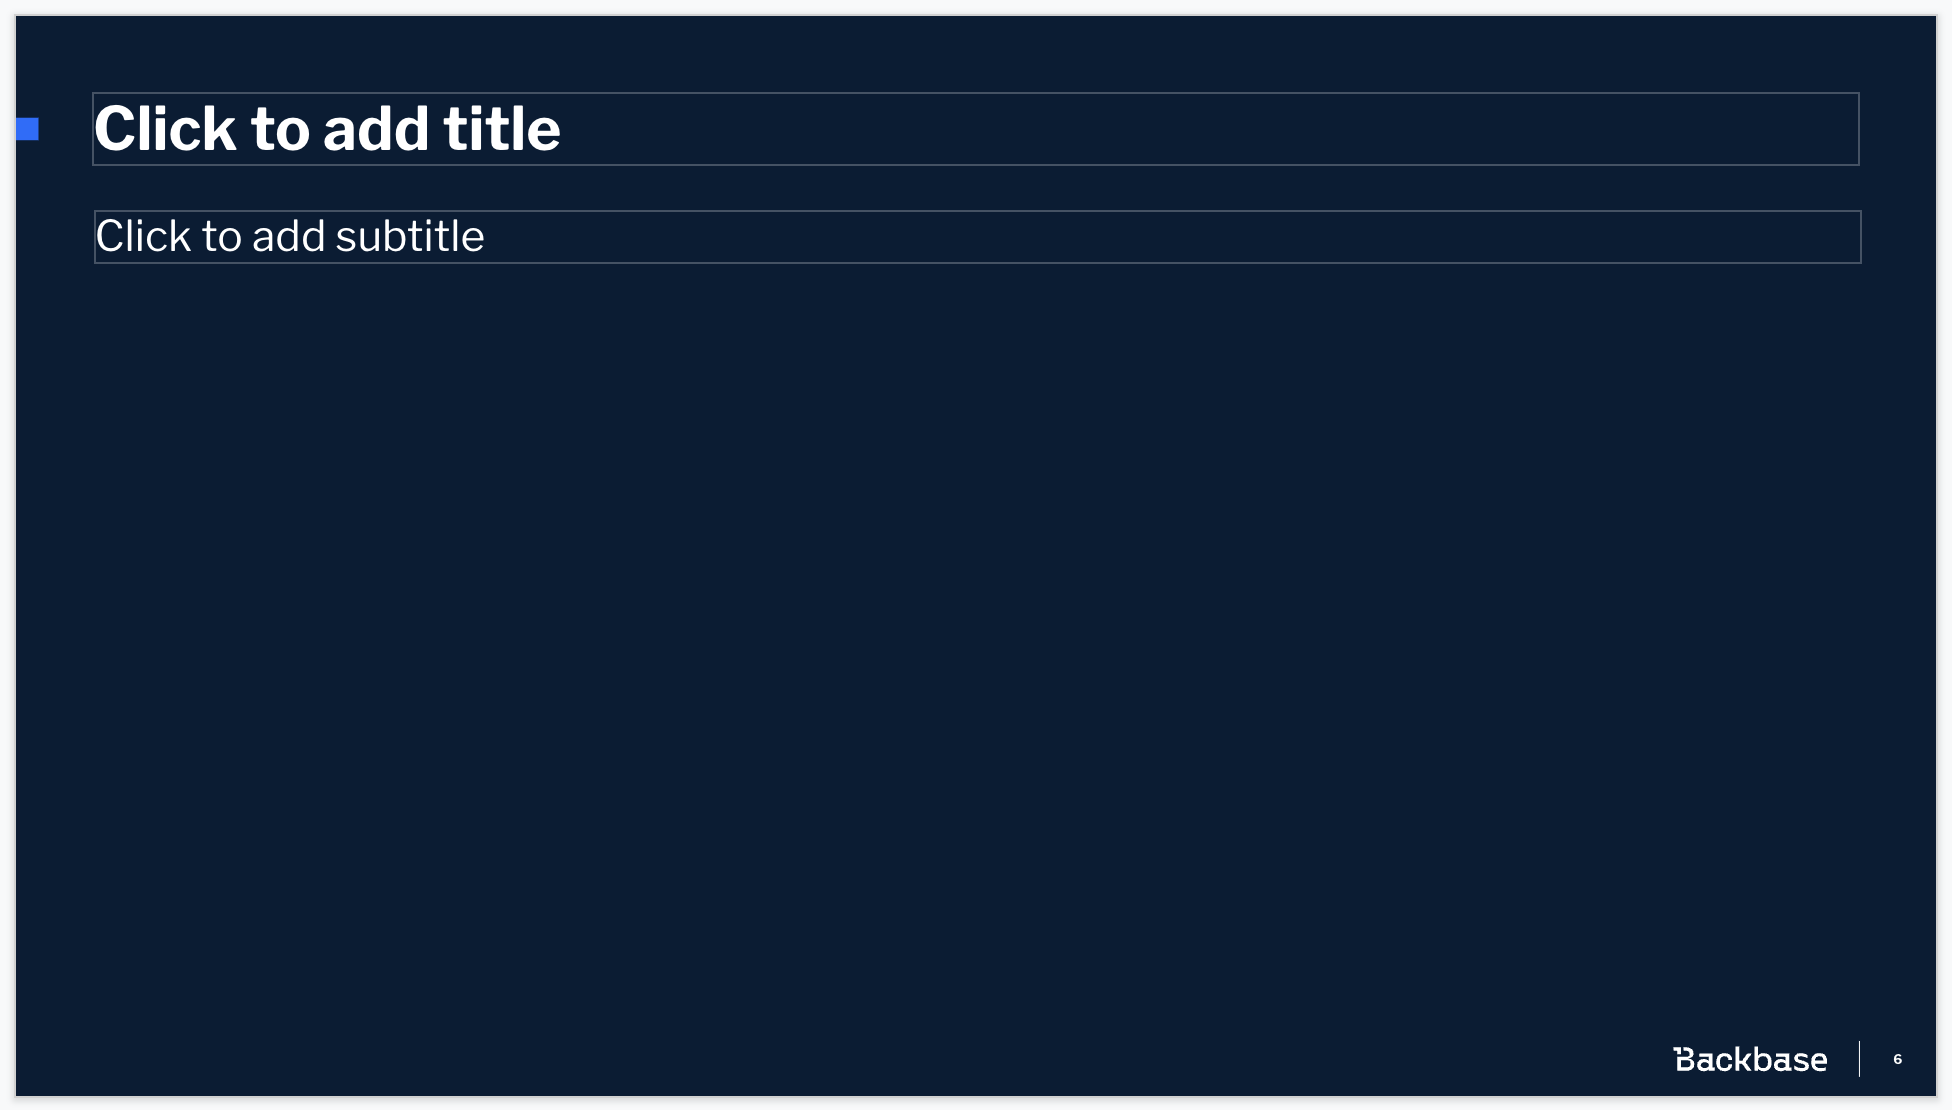 Click to add title
Click to add subtitle
Backbase
6